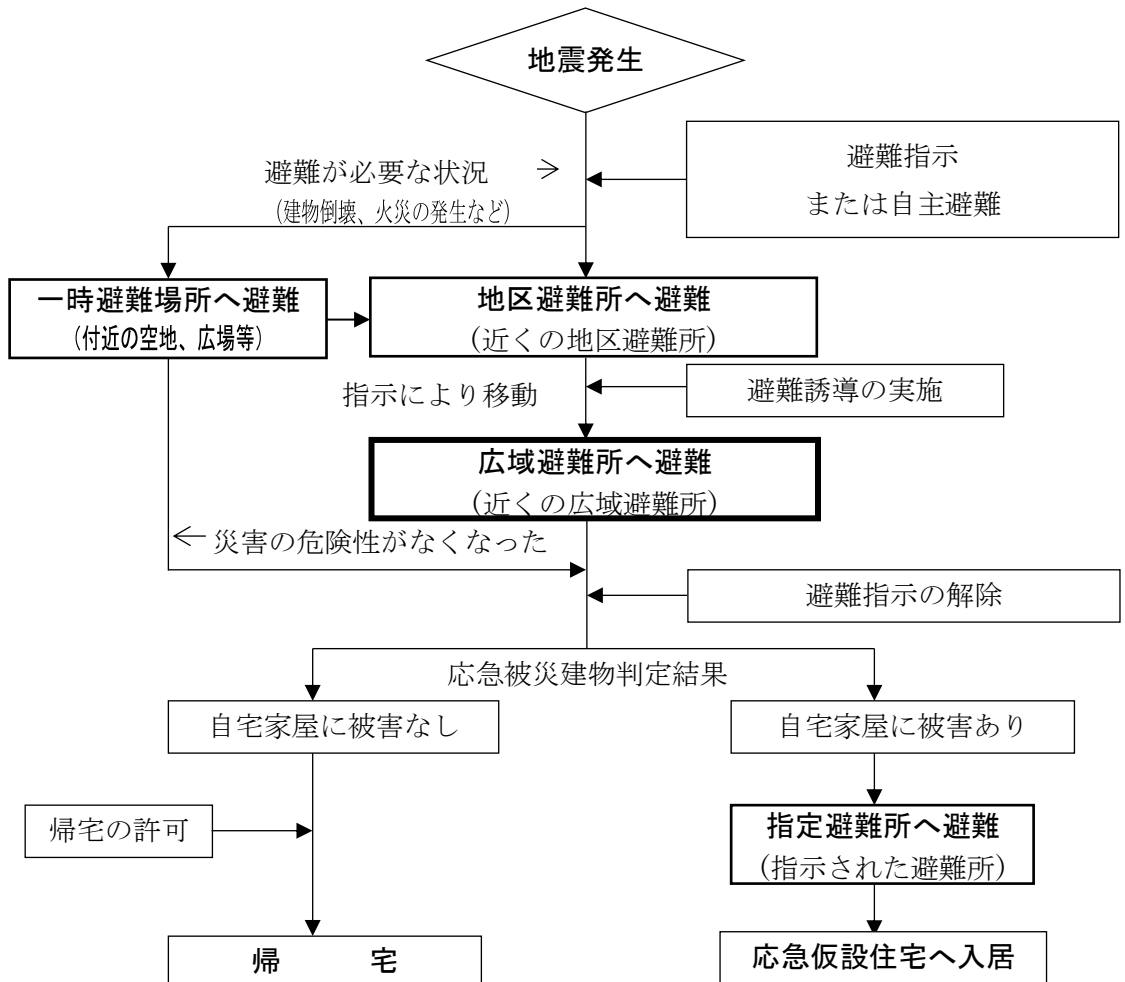 地震発生
避難指示
または自主避難
避難が必要な状況
(建物倒壊、火災の発生など)
一時避難場所へ避難
(付近の空地、広場等)
地区避難所へ避難
(近くの地区避難所)
指示により移動
避難誘導の実施
広域避難所へ避難
(近くの広域避難所)
災害の危険性がなくなった
避難指示の解除
応急被災建物判定結果
自宅家屋に被害なし
自宅家屋に被害あり
帰宅の許可
指定避難所へ避難
(指示された避難所)
帰　　宅
応急仮設住宅へ入居